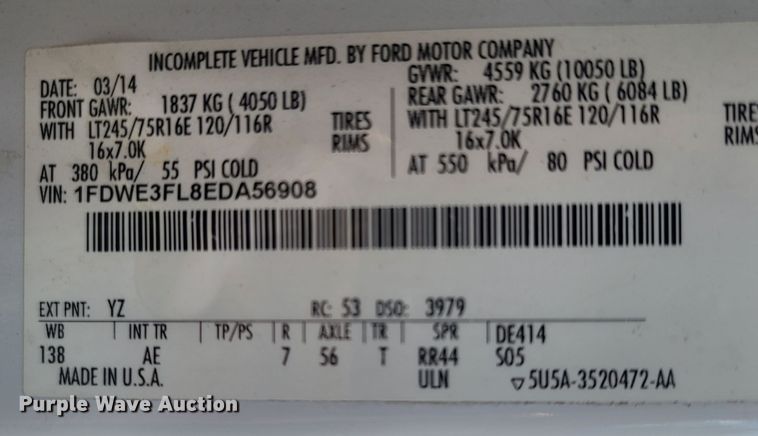 INCOMPLETE VEHICLE MFD. BY FORD MOTOR COMPANY
DATE: 03/14 GVWR: 4559 KG (10050 LB)
FRONT GAWR: 1837 KG ( 4050 LB) REAR GAWR: 2760 KG ( 6084 LB)
WITH LT245/75R16E 120/116R TIRES WITH LT245/75R16E 120/116R TIRE
16x7.0K RIMS 16x7.0K RIM
AT 380 kPa/ 55 PSI COLD AT 550 kPa/ 80 PSI COLD
VIN: 1FDWE3FL8EDA56908
EXT PNT: YZ RC: 53 DSO: 3979
WB INT TR TP/PS R AXLE TR SPR DE414
138 AE 7 56 T RR44 S05
MADE IN U.S.A. ULN ▽5U5A-3520472-AA
Purple Wave Auction